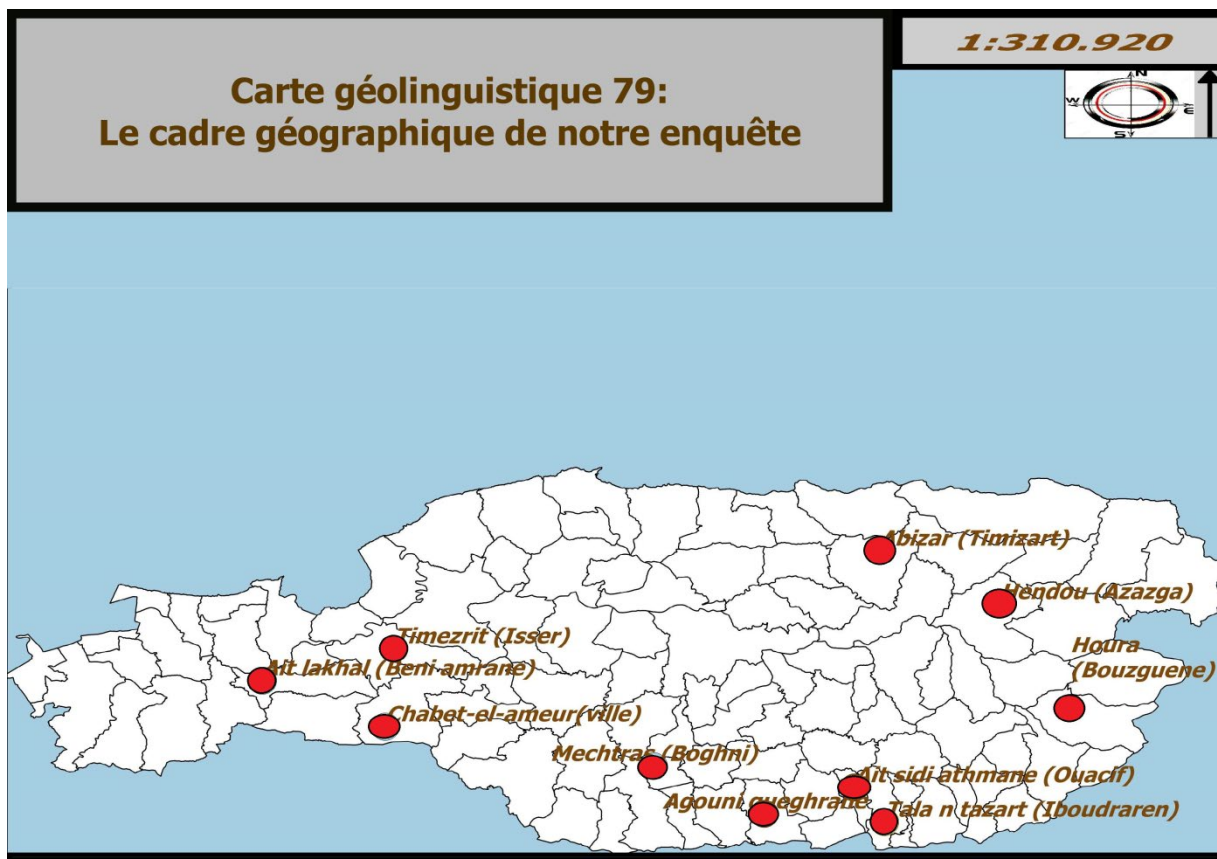 Carte géolinguistique 79:
Le cadre géographique de notre enquête
1:310.920
N
W
E
S
Abizar (Timizart)
Hendou (Azazga)
Houra
(Bouzguene)
Timezrit (Isser)
Ait lakhal (Beni amrane)
Chabet-el-ameur(ville)
Mechtras (Boghni)
Ait sidi athmane (Ouacif)
Agouni gueghrane
Tala n tazart (Iboudraren)